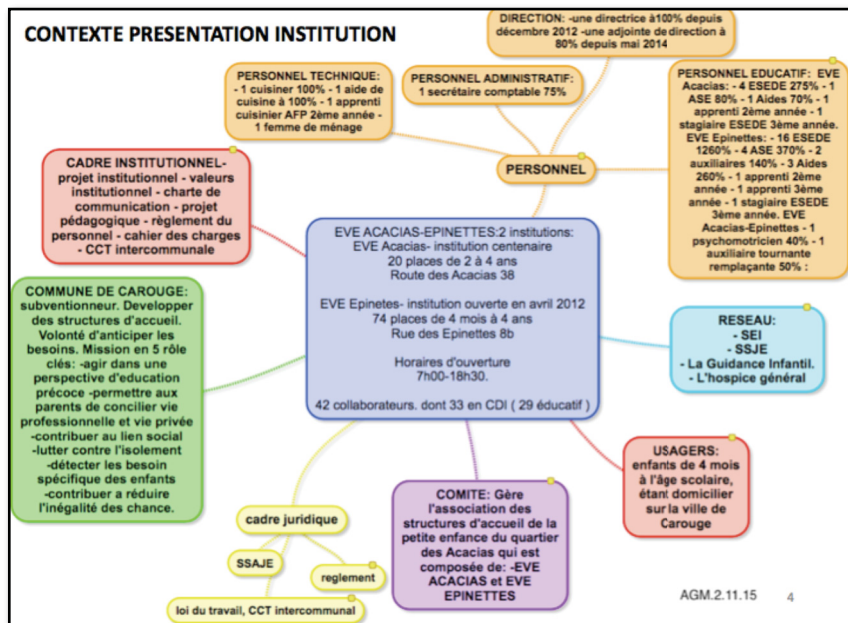 CONTEXTE PRESENTATION INSTITUTION
DIRECTION: -une directrice à100% depuis
décembre 2012 -une adjointe de direction à
80% depuis mai 2014
PERSONNEL TECHNIQUE:
- 1 cuisiner 100% - 1 aide de
cuisine à 100% - 1 apprenti
cuisinier AFP 2ème année -
1 femme de ménage
PERSONNEL ADMINISTRATIF:
1 secrétaire comptable 75%
PERSONNEL EDUCATIF: EVE
Acacias: - 4 ESEDE 275% - 1
ASE 80% - 1 Aides 70% - 1
apprenti 2ème année - 1
stagiaire ESEDE 3ème année.
EVE Epinettes: - 16 ESEDE
1260% - 4 ASE 370% - 2
auxiliaires 140% - 3 Aides
260% - 1 apprenti 2ème
année - 1 apprenti 3ème
année - 1 stagiaire ESEDE
3ème année. EVE
Acacias-Epinettes - 1
psychomotricien 40% - 1
auxiliaire tournante
remplaçante 50% :
PERSONNEL
CADRE INSTITUTIONNEL-
projet institutionnel - valeurs
institutionnel - charte de
communication - projet
pédagogique - règlement du
personnel - cahier des charges
- CCT intercommunale
EVE ACACIAS-EPINETTES:2 institutions:
EVE Acacias- institution centenaire
20 places de 2 à 4 ans
Route des Acacias 38
EVE Epinetes- institution ouverte en avril 2012
74 places de 4 mois à 4 ans
Rue des Epinettes 8b
Horaires d'ouverture
7h00-18h30.
42 collaborateurs. dont 33 en CDI ( 29 éducatif )
COMMUNE DE CAROUGE:
subventionneur. Developper
des structures d'accueil.
Volonté d'anticiper les
besoins. Mission en 5 rôle
clés: -agir dans une
perspective d'education
précoce -permettre aux
parents de concilier vie
professionnelle et vie privée
-contribuer au lien social
-lutter contre l'isolement
-détecter les besoin
spécifique des enfants
-contribuer a réduire
l'inégalité des chance.
RESEAU:
- SEI
- SSJE
- La Guidance Infantil.
- L'hospice général
USAGERS:
enfants de 4 mois
à l'âge scolaire,
étant domicilier
sur la ville de
Carouge
COMITE: Gère
l'association des
structures d'accueil de la
petite enfance du quartier
des Acacias qui est
composée de: -EVE
ACACIAS et EVE
EPINETTES
cadre juridique
SSAJE
reglement
loi du travail, CCT intercommunal
AGM.2.11.15 4